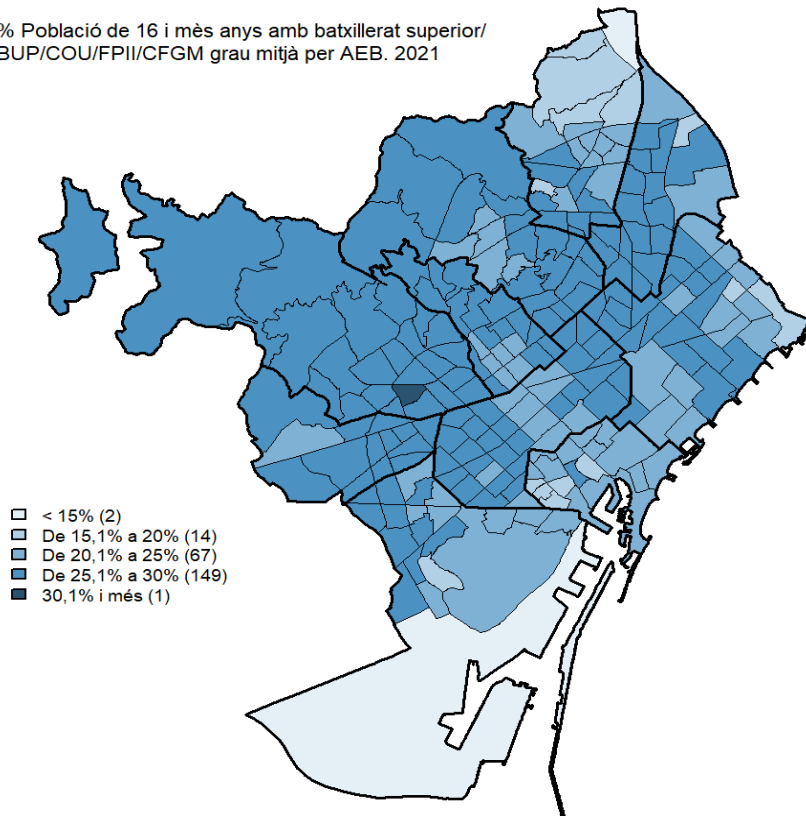 % Població de 16 i mès anys amb batxillerat superior/
BUP/COU/FPII/CFGM grau mitjà per AEB. 2021
< 15% (2)
De 15,1% a 20% (14)
De 20,1% a 25% (67)
De 25,1% a 30% (149)
30,1% i més (1)